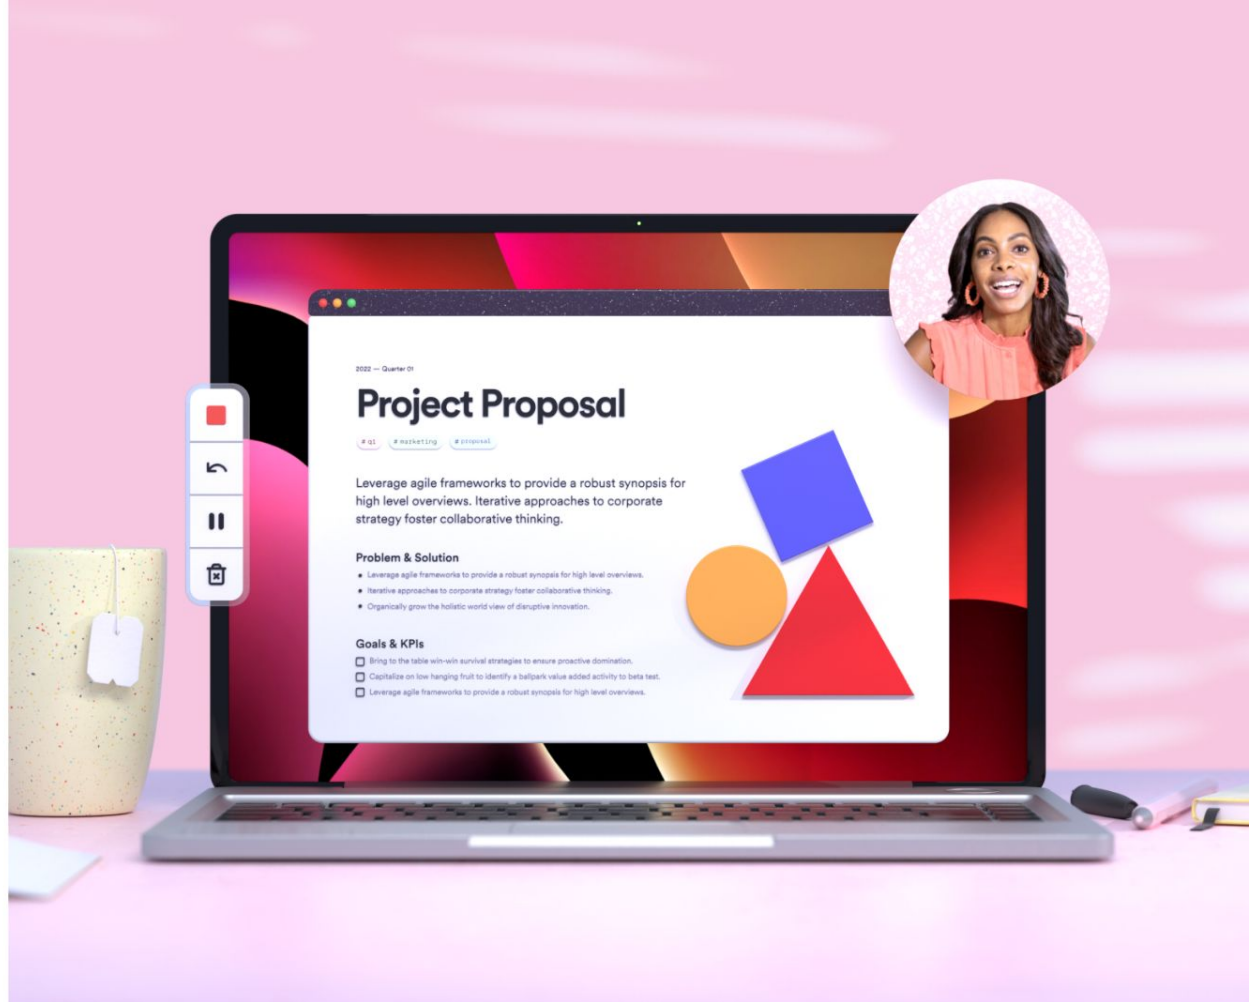 2022 — Quarter 01
Project Proposal
# q1 # marketing # proposal
Leverage agile frameworks to provide a robust synopsis for
high level overviews. Iterative approaches to corporate
strategy foster collaborative thinking.
Problem & Solution
Leverage agile frameworks to provide a robust synopsis for high level overviews.
Iterative approaches to corporate strategy foster collaborative thinking.
Organically grow the holistic world view of disruptive innovation.
Goals & KPIs
Bring to the table win-win survival strategies to ensure proactive domination.
Capitalize on low hanging fruit to identify a ballpark value added activity to beta test.
Leverage agile frameworks to provide a robust synopsis for high level overviews.